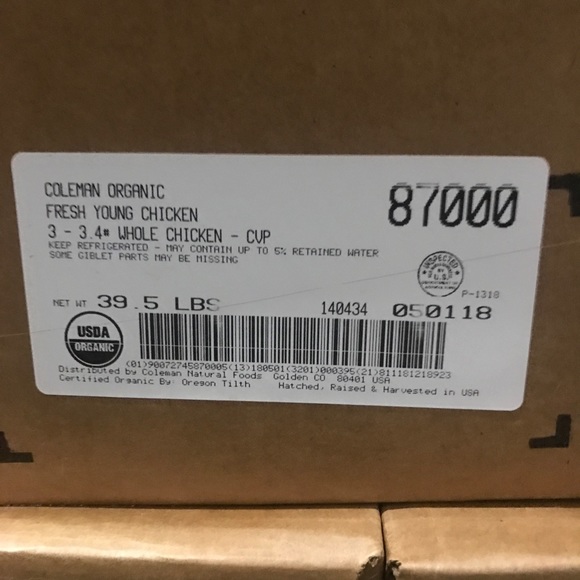 COLEMAN ORGANIC
FRESH YOUNG CHICKEN
3 - 3.4# WHOLE CHICKEN - CVP
KEEP REFRIGERATED - MAY CONTAIN UP TO 5% RETAINED WATER
SOME GIBLET PARTS MAY BE MISSING
87000
INSPECTED
U.S.
P-1318
NET WT 39.5 LBS
140434 050118
USDA
ORGANIC
(01)90072745870005(13)180501(3201)000395(21)811181218923
Distributed by Coleman Natural Foods Golden CO 80401 USA
Certified Organic By: Oregon Tilth Hatched, Raised & Harvested in USA